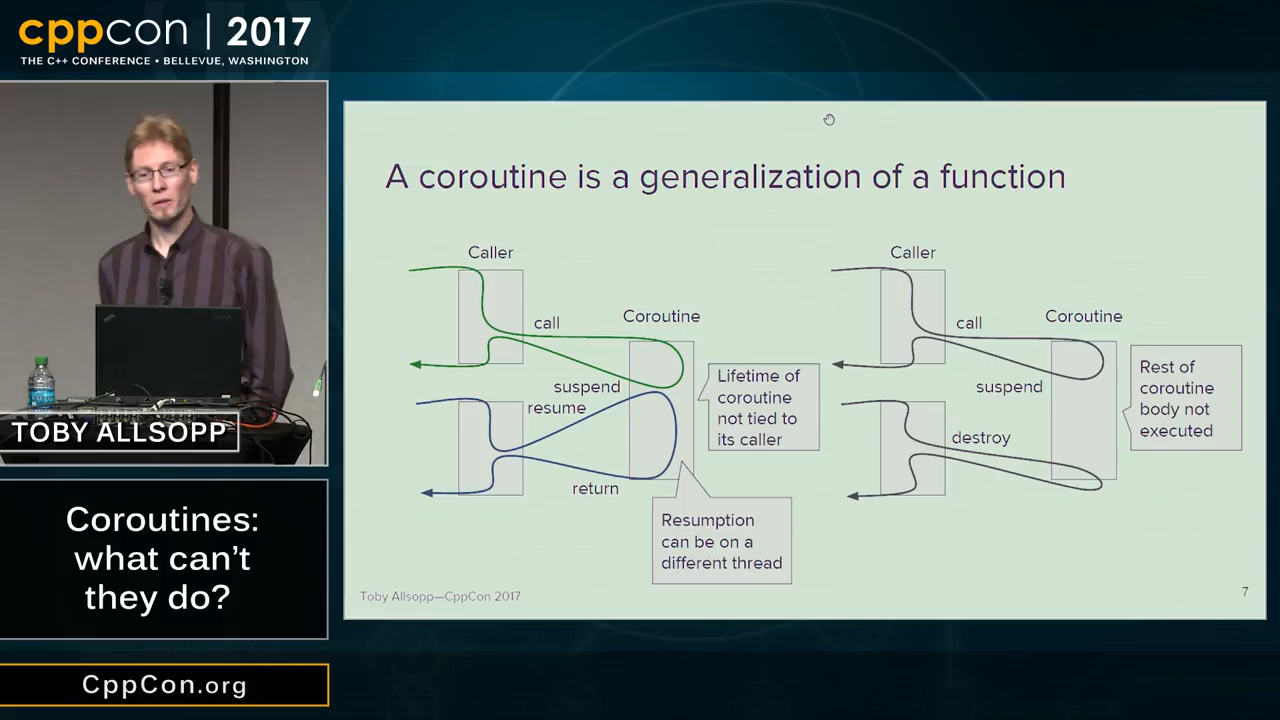 cppcon | 2017
THE C++ CONFERENCE • BELLEVUE, WASHINGTON
TOBY ALLSOPP
Coroutines:
what can't
they do?
CppCon.org
A coroutine is a generalization of a function
Caller
call
Coroutine
suspend
resume
return
Lifetime of
coroutine
not tied to
its caller
Resumption
can be on a
different thread
Caller
call
Coroutine
suspend
destroy
Rest of
coroutine
body not
executed
Toby Allsopp—CppCon 2017
7